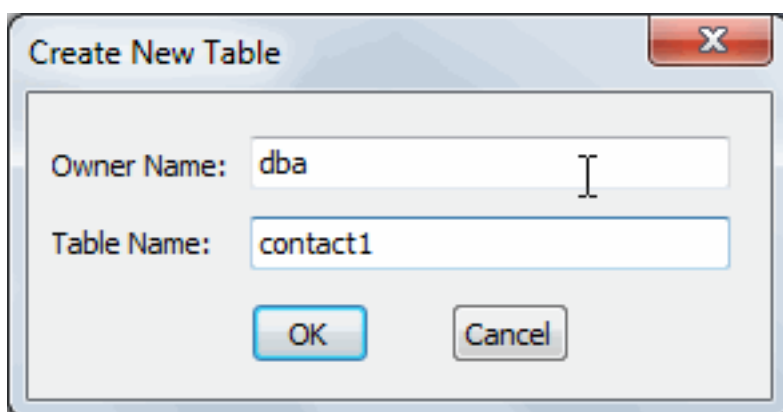 Create New Table
Owner Name: dba
Table Name: contact1
OK Cancel